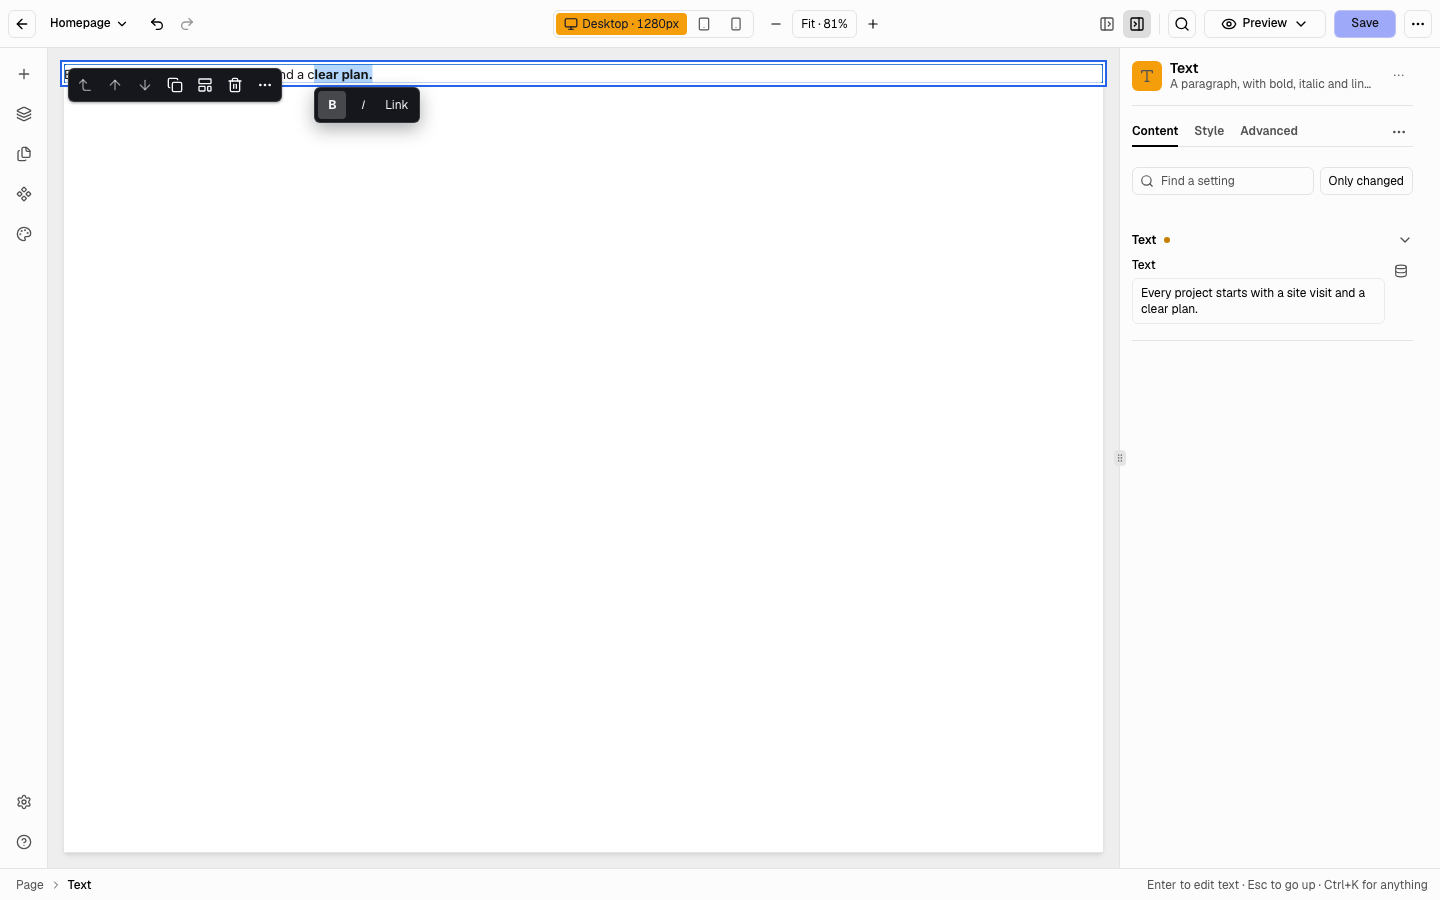 Homepage
Desktop · 1280px
Fit · 81%
Preview
Save
nd a clear plan.
B
I
Link
Text
A paragraph, with bold, italic and lin…
Content
Style
Advanced
Find a setting
Only changed
Text
Text
Every project starts with a site visit and a
clear plan.
Page
Text
Enter to edit text · Esc to go up · Ctrl+K for anything